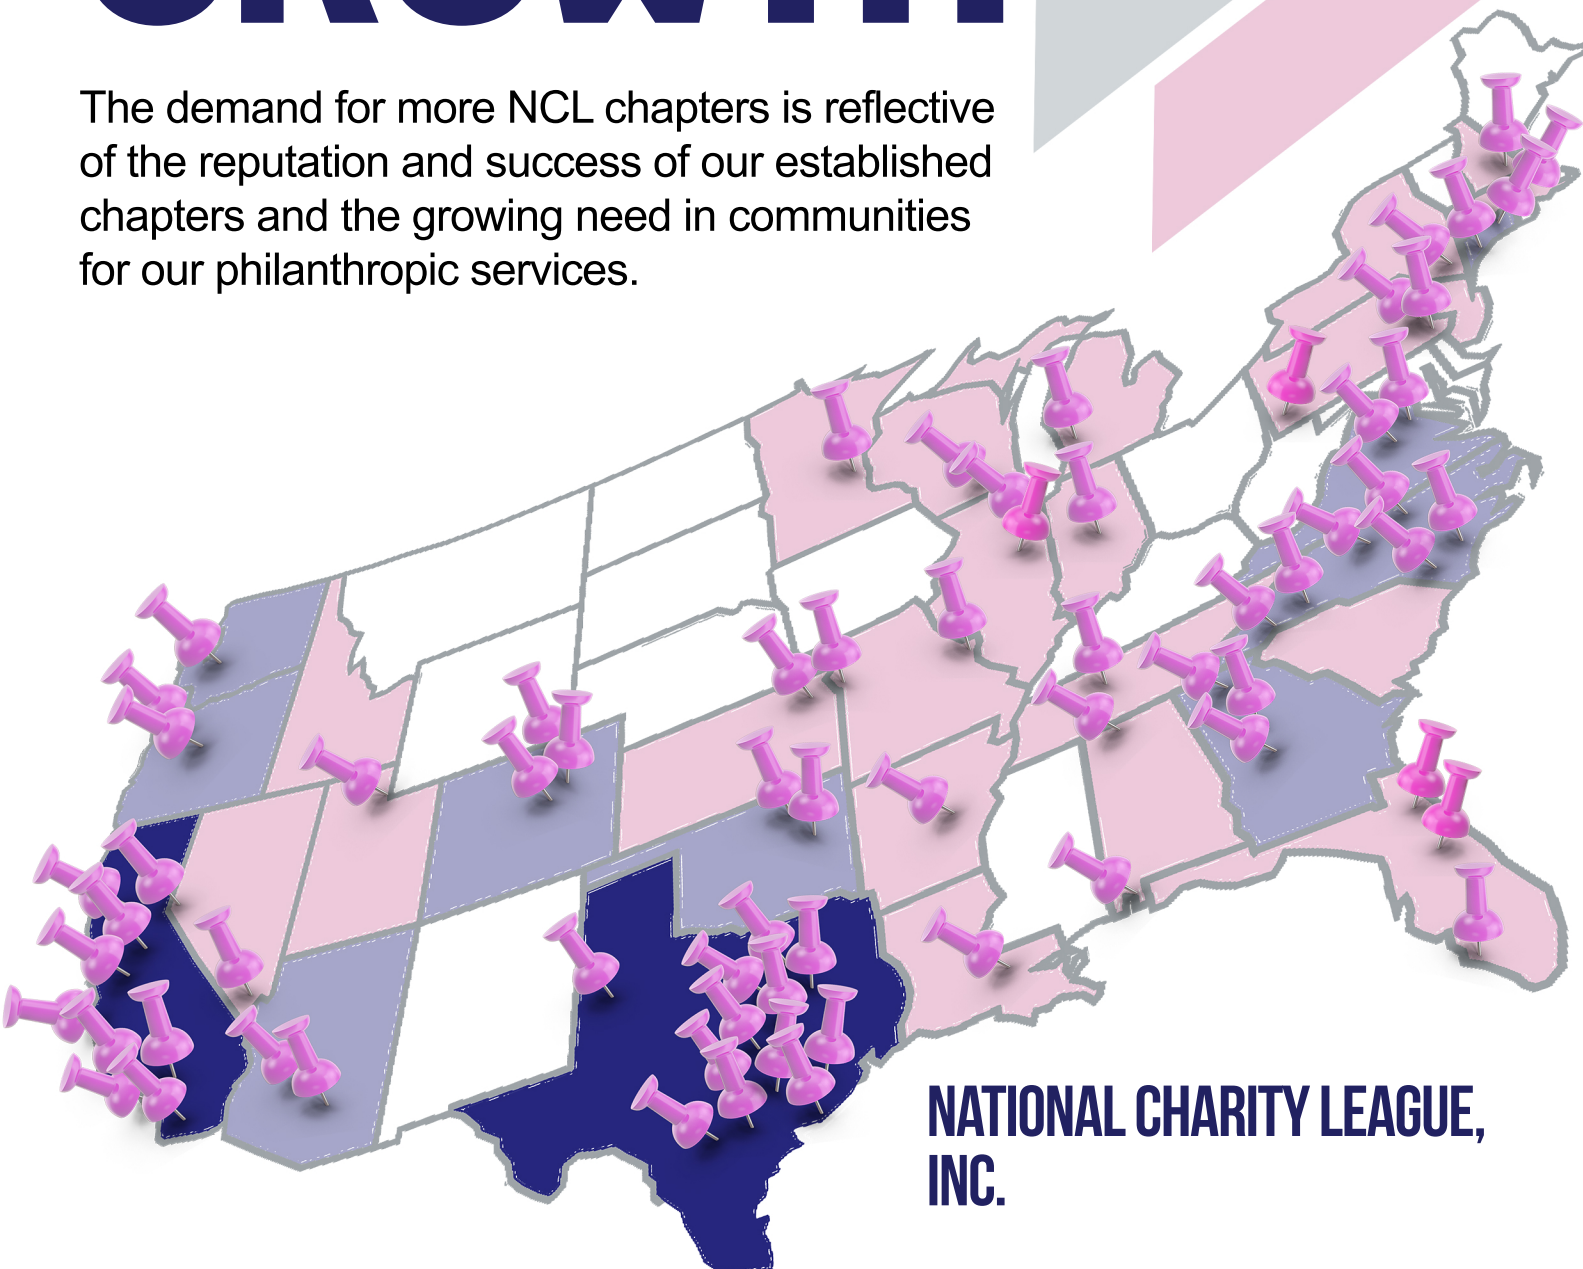 GROWTH
The demand for more NCL chapters is reflective
of the reputation and success of our established
chapters and the growing need in communities
for our philanthropic services.
NATIONAL CHARITY LEAGUE,
INC.